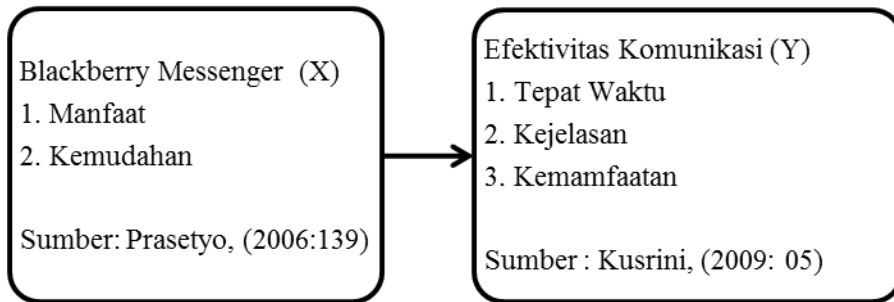 Blackberry Messenger (X)
1. Manfaat
2. Kemudahan
Sumber: Prasetyo, (2006:139)
Efektivitas Komunikasi (Y)
1. Tepat Waktu
2. Kejelasan
3. Kemamfaatan
Sumber : Kusrini, (2009: 05)